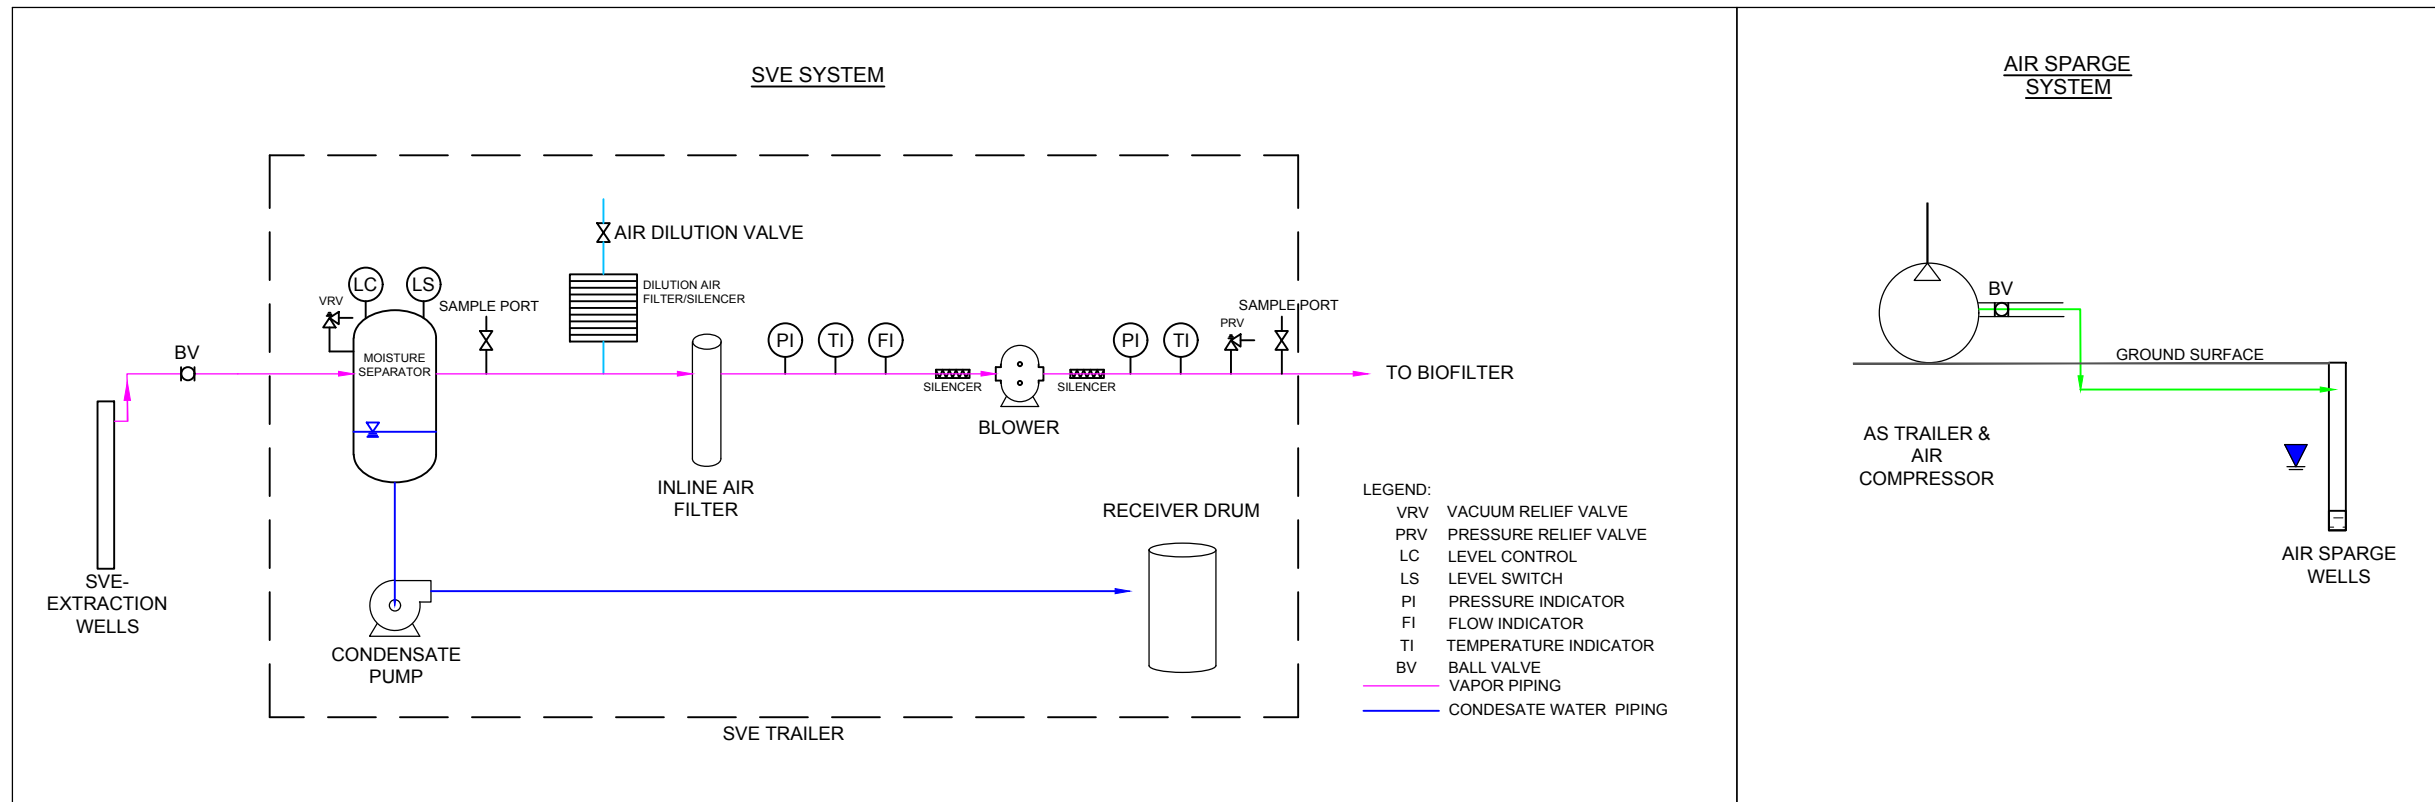 SVE SYSTEM
AIR SPARGE
SYSTEM
AIR DILUTION VALVE
LC
LS
VRV
SAMPLE PORT
DILUTION AIR
FILTER/SILENCER
SAMPLE PORT
PRV
BV
MOISTURE
SEPARATOR
PI
TI
FI
PI
TI
SILENCER
SILENCER
BLOWER
TO BIOFILTER
BV
GROUND SURFACE
INLINE AIR
FILTER
RECEIVER DRUM
AS TRAILER &
AIR
COMPRESSOR
SVE-
EXTRACTION
WELLS
CONDENSATE
PUMP
AIR SPARGE
WELLS
LEGEND:
VRV VACUUM RELIEF VALVE
PRV PRESSURE RELIEF VALVE
LC LEVEL CONTROL
LS LEVEL SWITCH
PI PRESSURE INDICATOR
FI FLOW INDICATOR
TI TEMPERATURE INDICATOR
BV BALL VALVE
VAPOR PIPING
CONDESATE WATER PIPING
SVE TRAILER